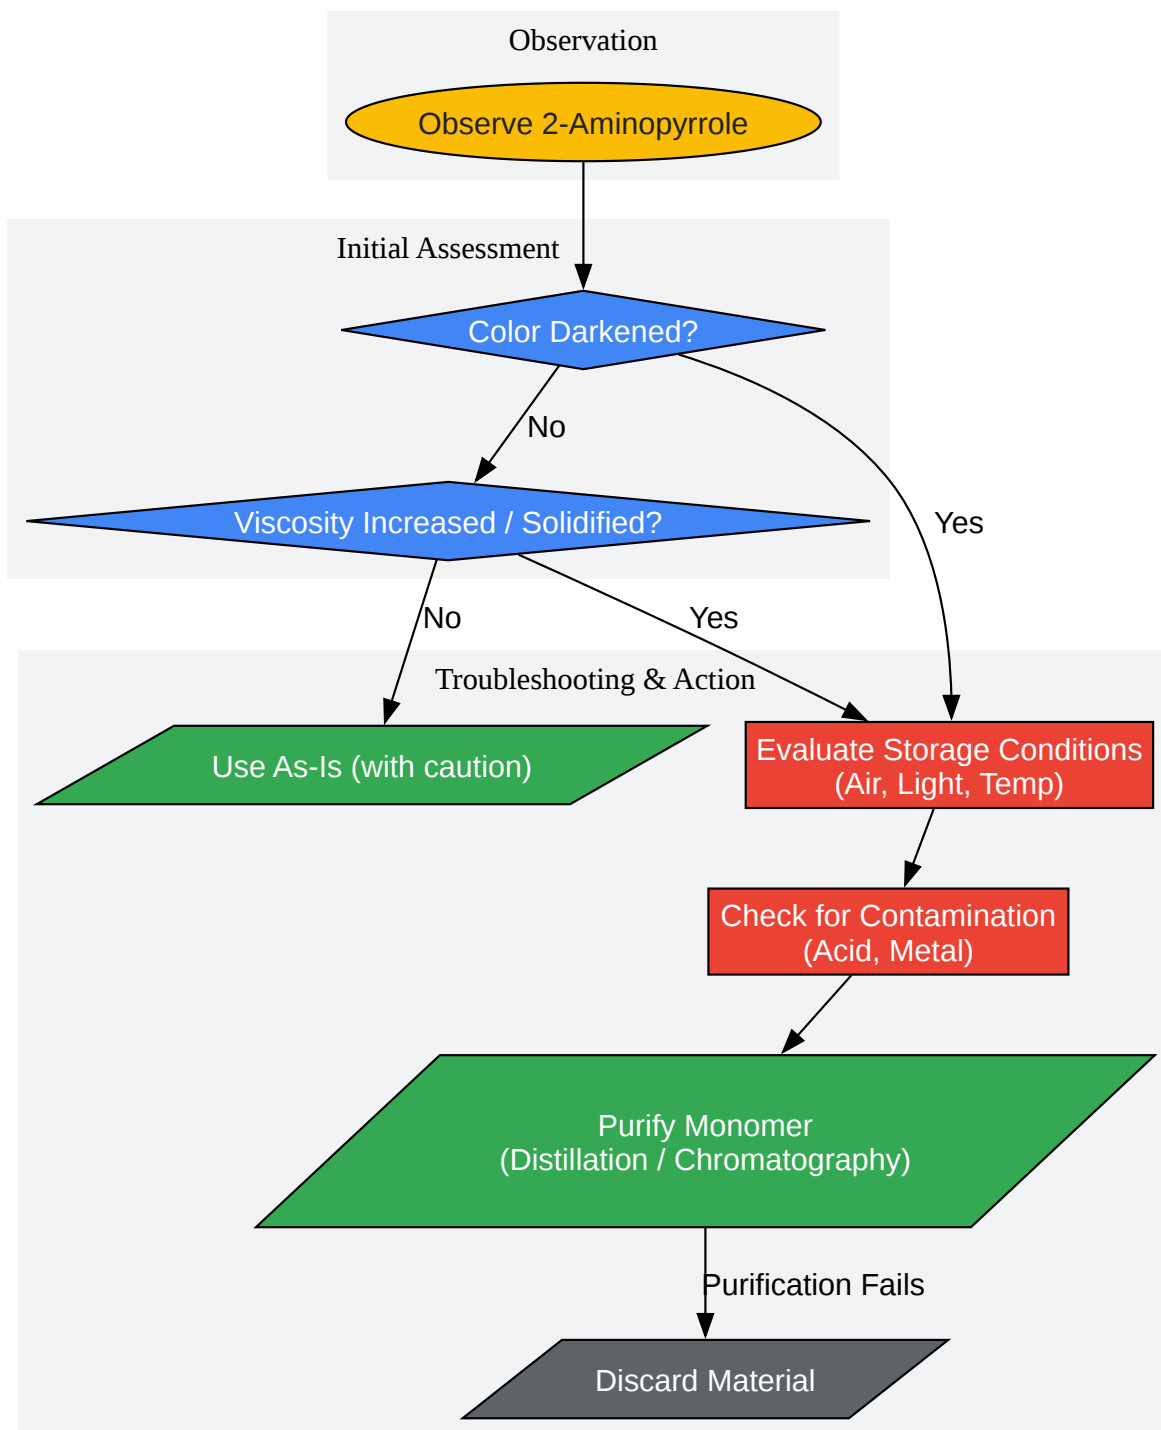 Observation
Observe 2-Aminopyrrole
Initial Assessment
Color Darkened?
No
Viscosity Increased / Solidified?
Yes
No
Yes
Troubleshooting & Action
Use As-Is (with caution)
Evaluate Storage Conditions
(Air, Light, Temp)
Check for Contamination
(Acid, Metal)
Purify Monomer
(Distillation / Chromatography)
Purification Fails
Discard Material